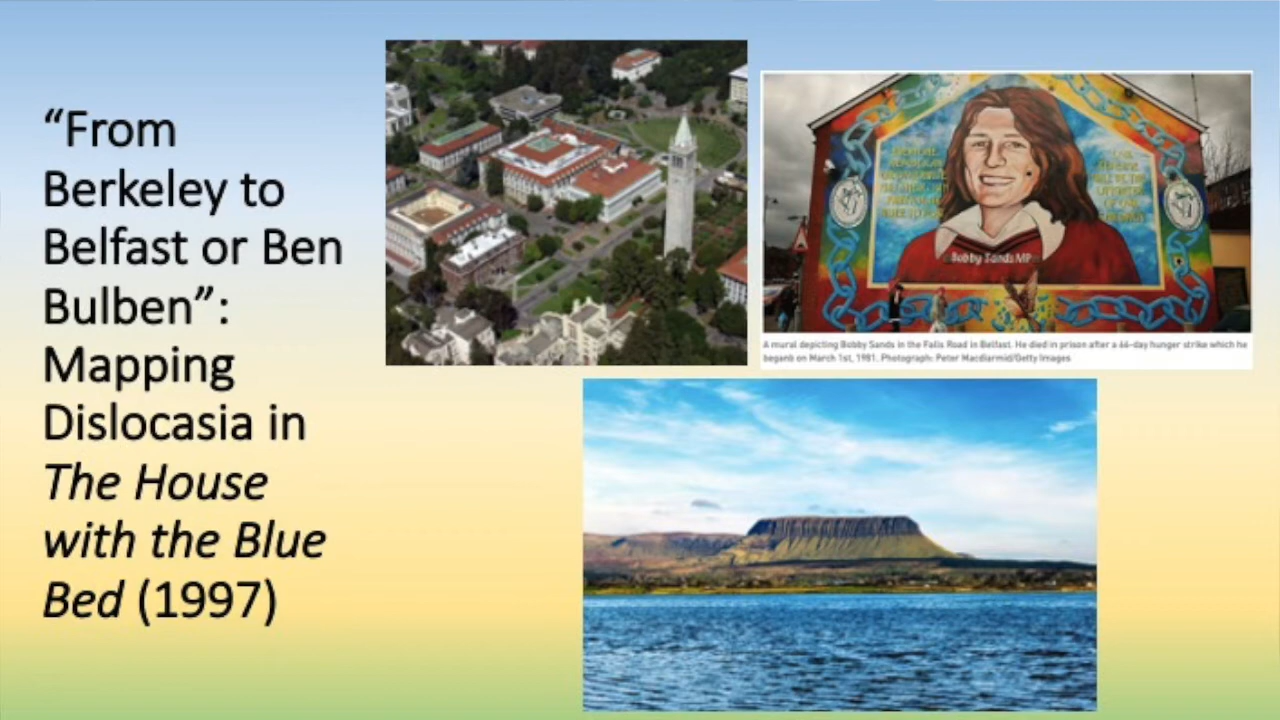 “From
Berkeley to
Belfast or Ben
Bulben”:
Mapping
Dislocasia in
The House
with the Blue
Bed (1997)
Bobby Sands MP
A mural depicting Bobby Sands in the Falls Road in Belfast. He died in prison after a 66-day hunger strike which he
beganb on March 1st, 1981. Photograph: Peter Macdiarmid/Getty Images